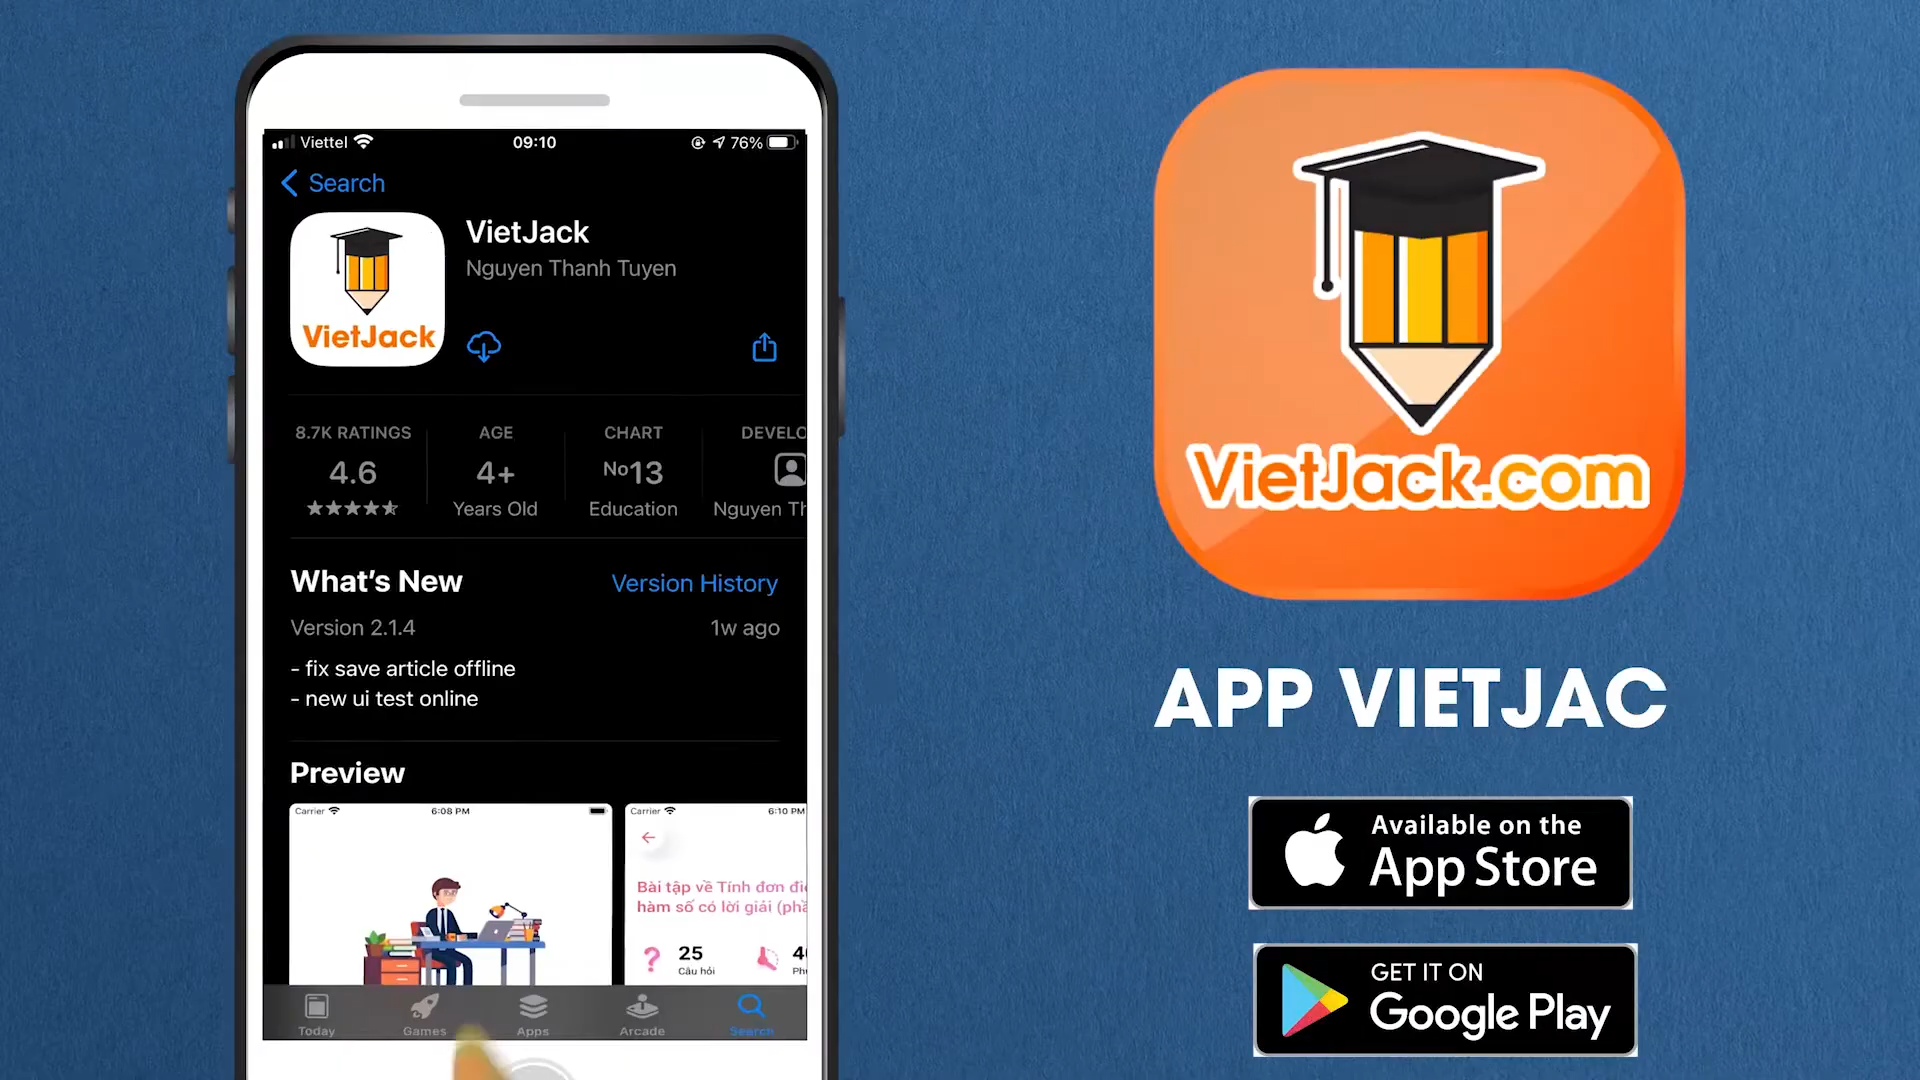 Viettel 09:10 76%
Search
VietJack
Nguyen Thanh Tuyen
VietJack
8.7K RATINGS AGE CHART DEVELO
4.6 4+ No13
Years Old Education Nguyen Th
What's New Version History
Version 2.1.4 1w ago
- fix save article offline
- new ui test online
Preview
Carrier 6:08 PM Carrier 6:10 PM
Bài tập về Tính đơn đi
hàm số có lời giải (ph
25
Câu hỏi
Today Games Apps Arcade Search
VietJack.com
APP VIETJAC
Available on the
App Store
GET IT ON
Google Play